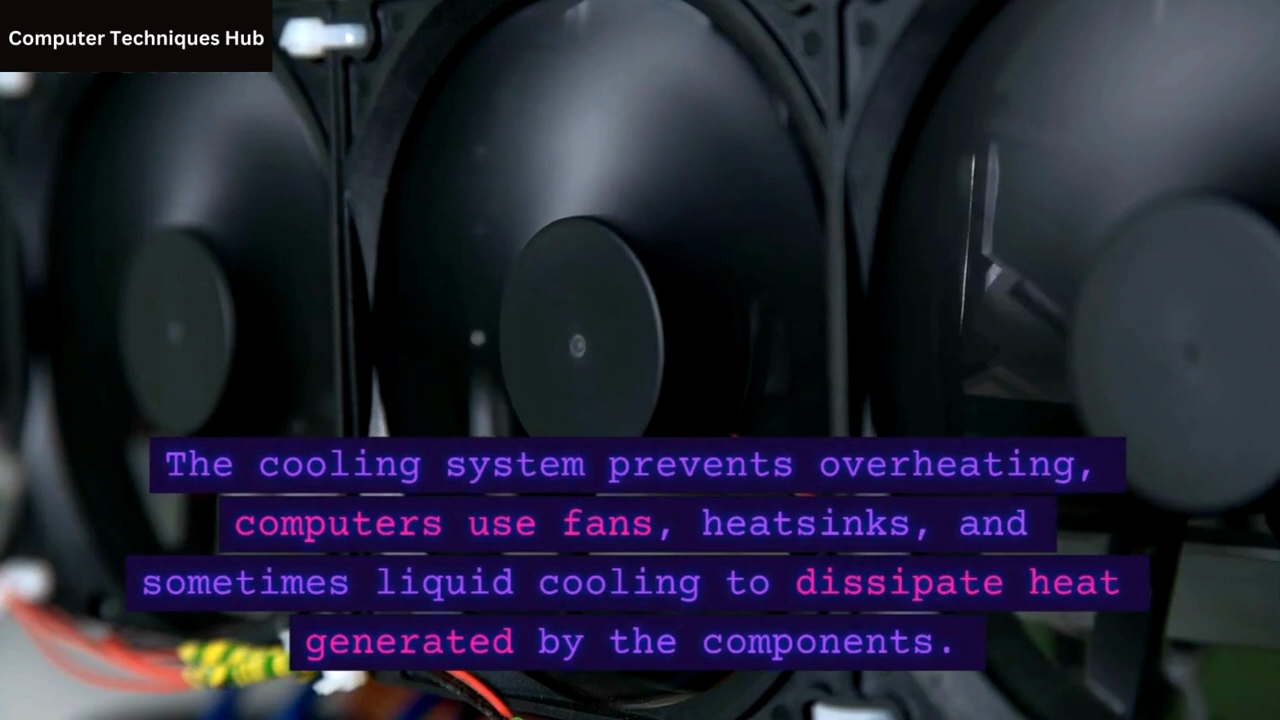 Computer Techniques Hub
The cooling system prevents overheating,
computers use fans, heatsinks, and
sometimes liquid cooling to dissipate heat
generated by the components.